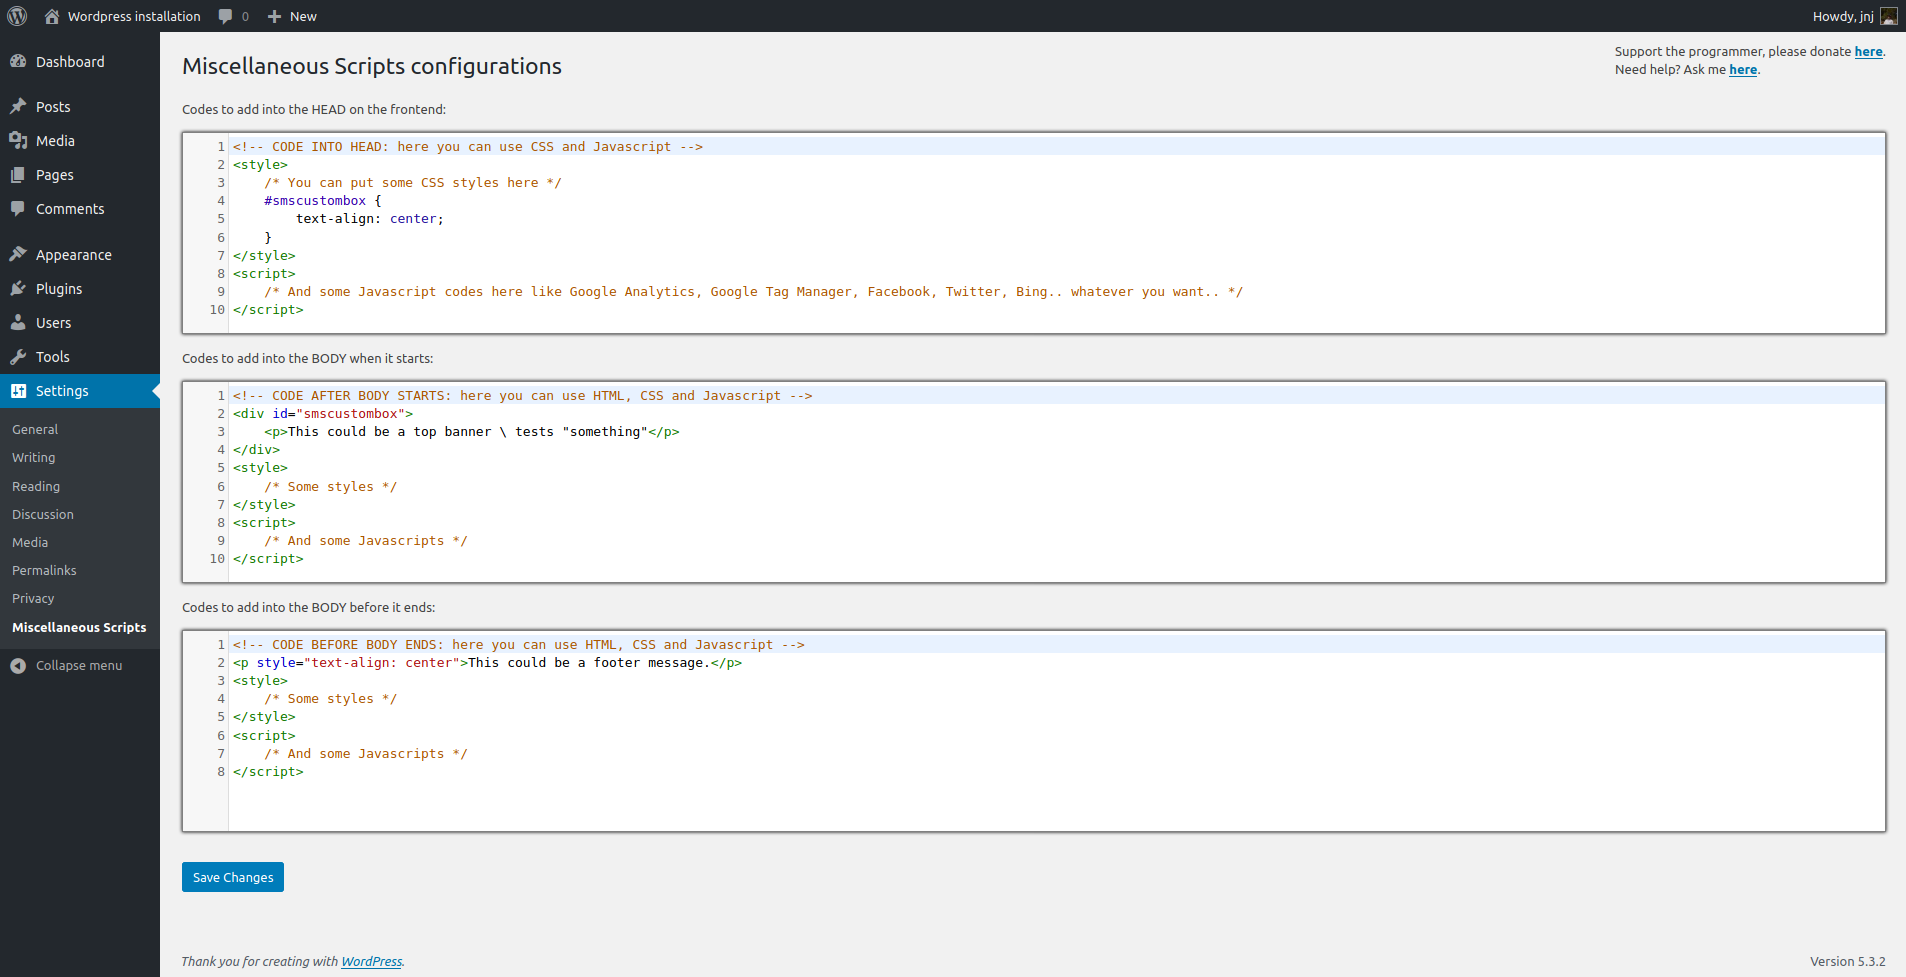 Wordpress installation 0 New Howdy, jnj
Dashboard
Posts
Media
Pages
Comments
Appearance
Plugins
Users
Tools
Settings
General
Writing
Reading
Discussion
Media
Permalinks
Privacy
Miscellaneous Scripts
Collapse menu
Miscellaneous Scripts configurations
Support the programmer, please donate here.
Need help? Ask me here.
Codes to add into the HEAD on the frontend:
1 <!-- CODE INTO HEAD: here you can use CSS and Javascript -->
2 <style>
3     /* You can put some CSS styles here */
4     #smscustombox {
5         text-align: center;
6     }
7 </style>
8 <script>
9     /* And some Javascript codes here like Google Analytics, Google Tag Manager, Facebook, Twitter, Bing.. whatever you want.. */
10 </script>
Codes to add into the BODY when it starts:
1 <!-- CODE AFTER BODY STARTS: here you can use HTML, CSS and Javascript -->
2 <div id="smscustombox">
3     <p>This could be a top banner \ tests "something"</p>
4 </div>
5 <style>
6     /* Some styles */
7 </style>
8 <script>
9     /* And some Javascripts */
10 </script>
Codes to add into the BODY before it ends:
1 <!-- CODE BEFORE BODY ENDS: here you can use HTML, CSS and Javascript -->
2 <p style="text-align: center">This could be a footer message.</p>
3 <style>
4     /* Some styles */
5 </style>
6 <script>
7     /* And some Javascripts */
8 </script>
Save Changes
Thank you for creating with WordPress.
Version 5.3.2